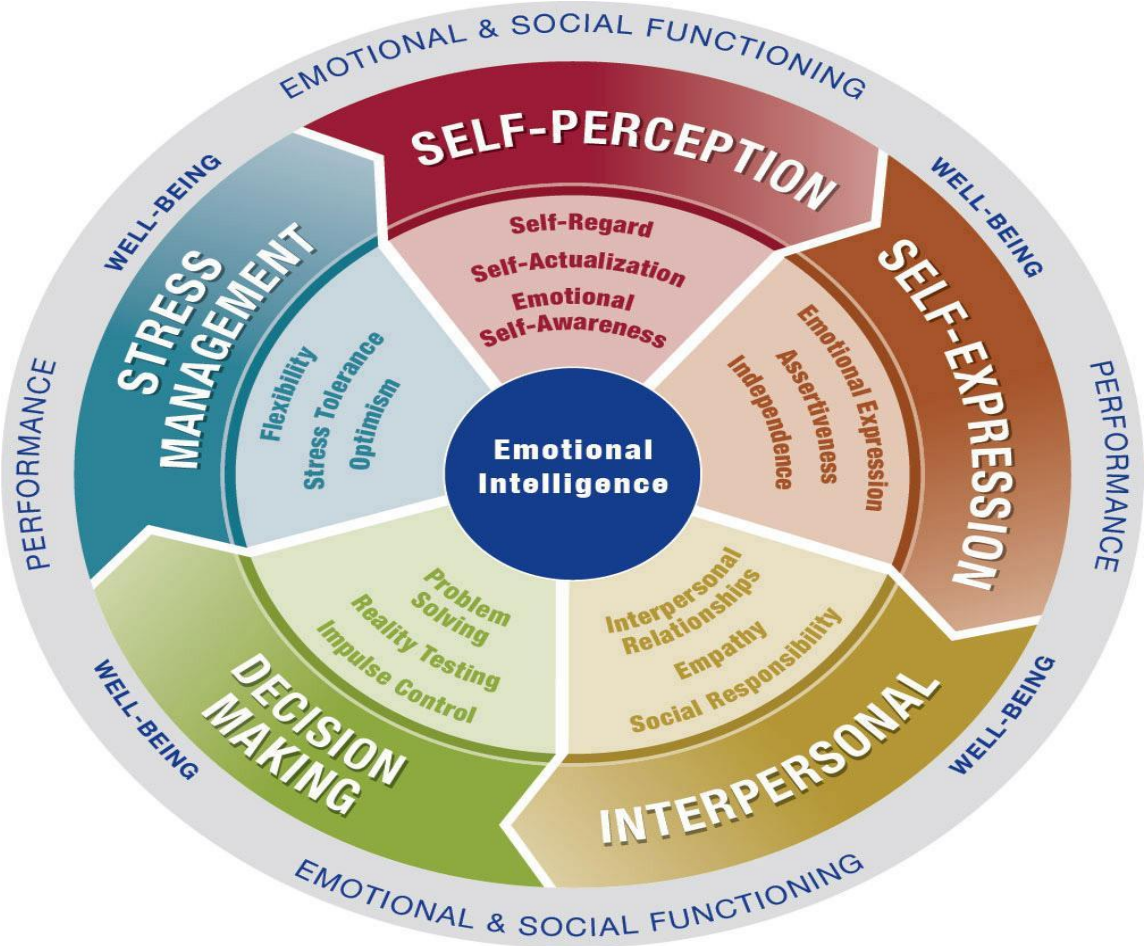 EMOTIONAL & SOCIAL FUNCTIONING
WELL-BEING
WELL-BEING
PERFORMANCE
PERFORMANCE
WELL-BEING
WELL-BEING
EMOTIONAL & SOCIAL FUNCTIONING
SELF-PERCEPTION
Self-Regard
Self-Actualization
Emotional
Self-Awareness
SELF-EXPRESSION
Emotional Expression
Assertiveness
Independence
INTERPERSONAL
Interpersonal
Relationships
Empathy
Social Responsibility
DECISION
MAKING
Problem
Solving
Reality Testing
Impulse Control
STRESS
MANAGEMENT
Flexibility
Stress Tolerance
Optimism
Emotional
Intelligence